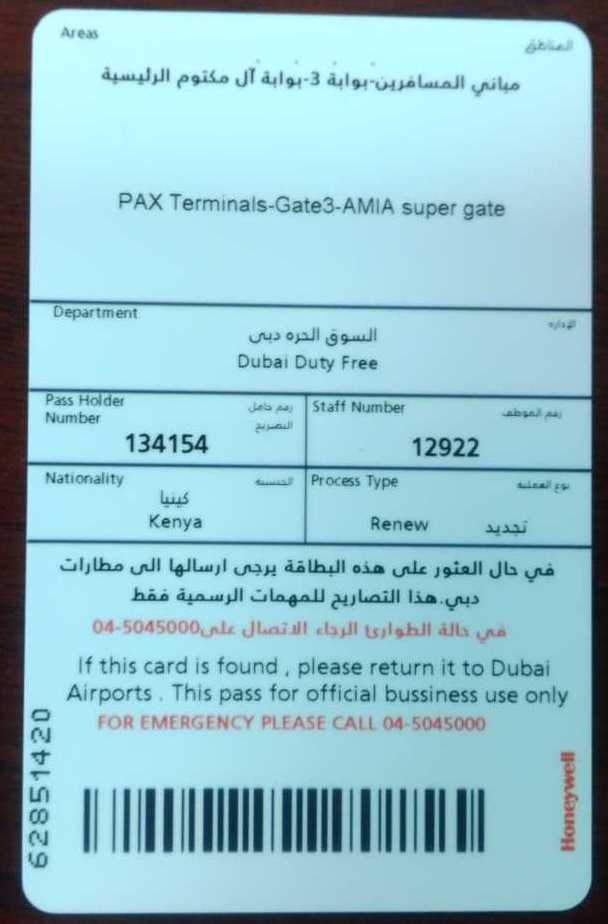 Areas
المناطق
مباني المسافرين-بوابة 3-بوابة آل مكتوم الرئيسية
PAX Terminals-Gate3-AMIA super gate
Department
الإداره
السوق الحره دبي
Dubai Duty Free
Pass Holder Number
رقم حامل التصريح
134154
Staff Number
رقم الموظف
12922
Nationality
الجنسية
كينيا
Kenya
Process Type
نوع العملية
Renew
تجديد
في حال العثور على هذه البطاقة يرجى ارسالها الى مطارات
دبي.هذا التصاريح للمهمات الرسمية فقط
في حالة الطوارئ الرجاء الاتصال على04-5045000
If this card is found , please return it to Dubai
Airports . This pass for official bussiness use only
FOR EMERGENCY PLEASE CALL 04-5045000
62851420
Honeywell